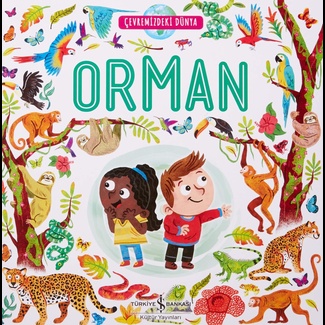 ÇEVREMİZDEKİ DÜNYA
ORMAN
TÜRKİYE İŞ BANKASI
Kültür Yayınları